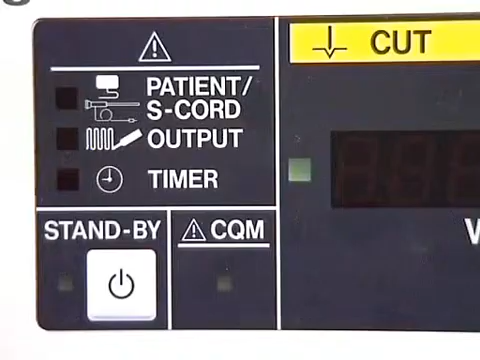 CUT
PATIENT/
S-CORD
OUTPUT
TIMER
STAND-BY
CQM